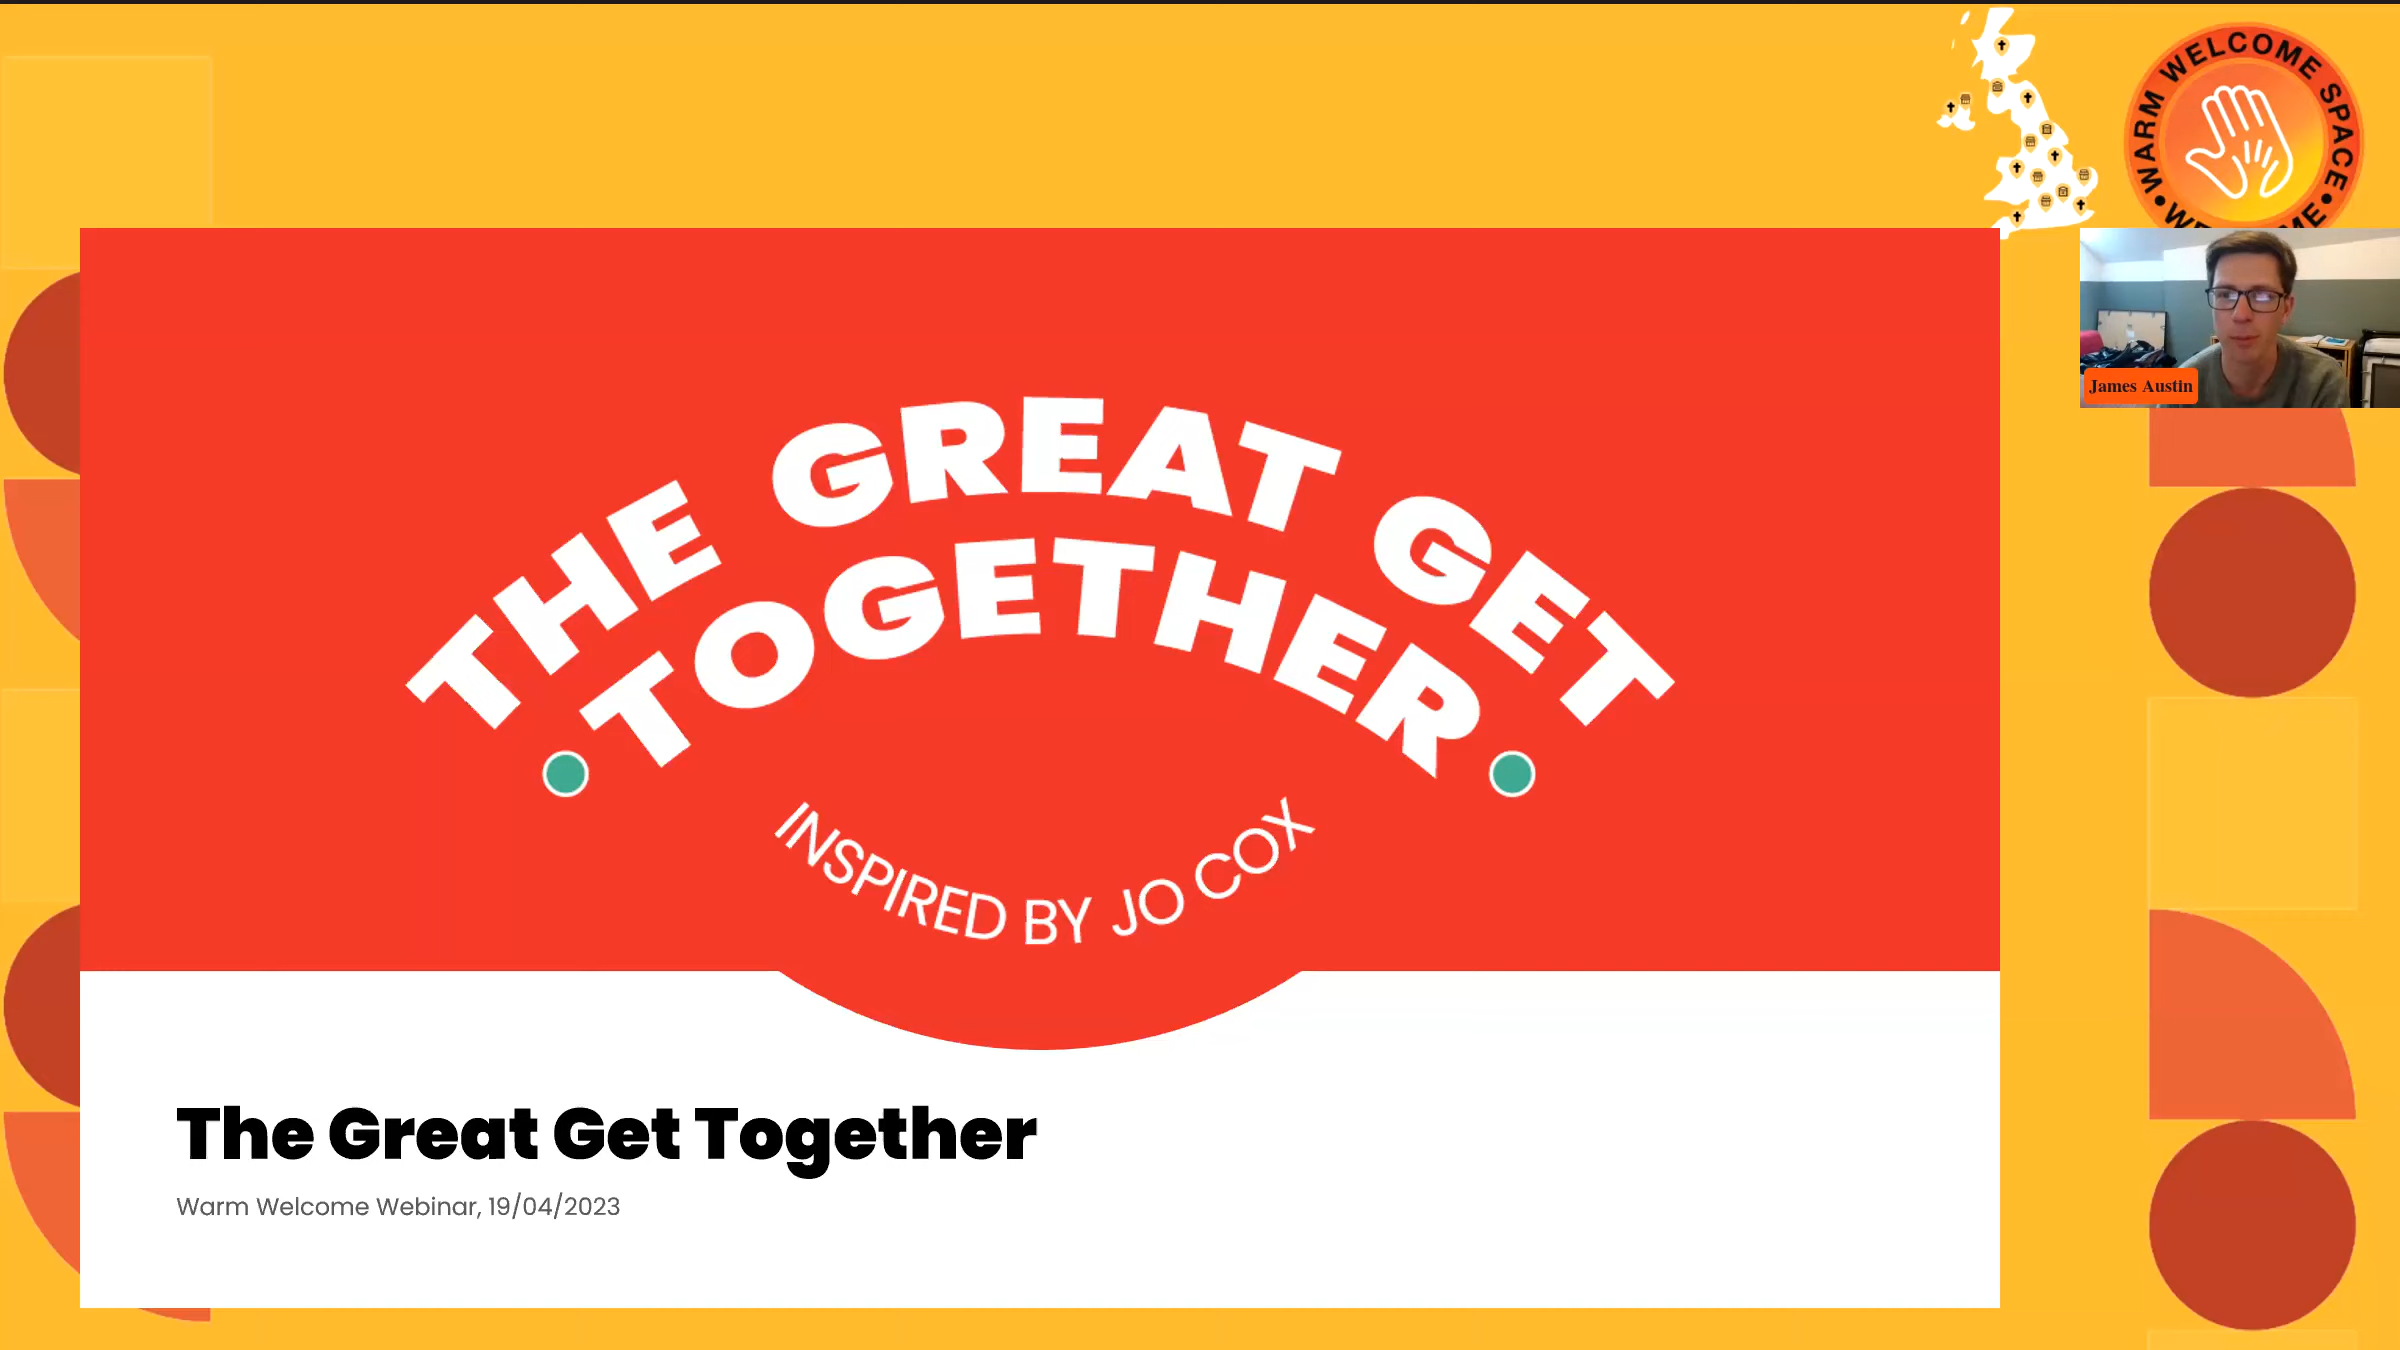 WARM WELCOME SPACE
James Austin
THE GREAT GET
TOGETHER
INSPIRED BY JO COX
The Great Get Together
Warm Welcome Webinar, 19/04/2023